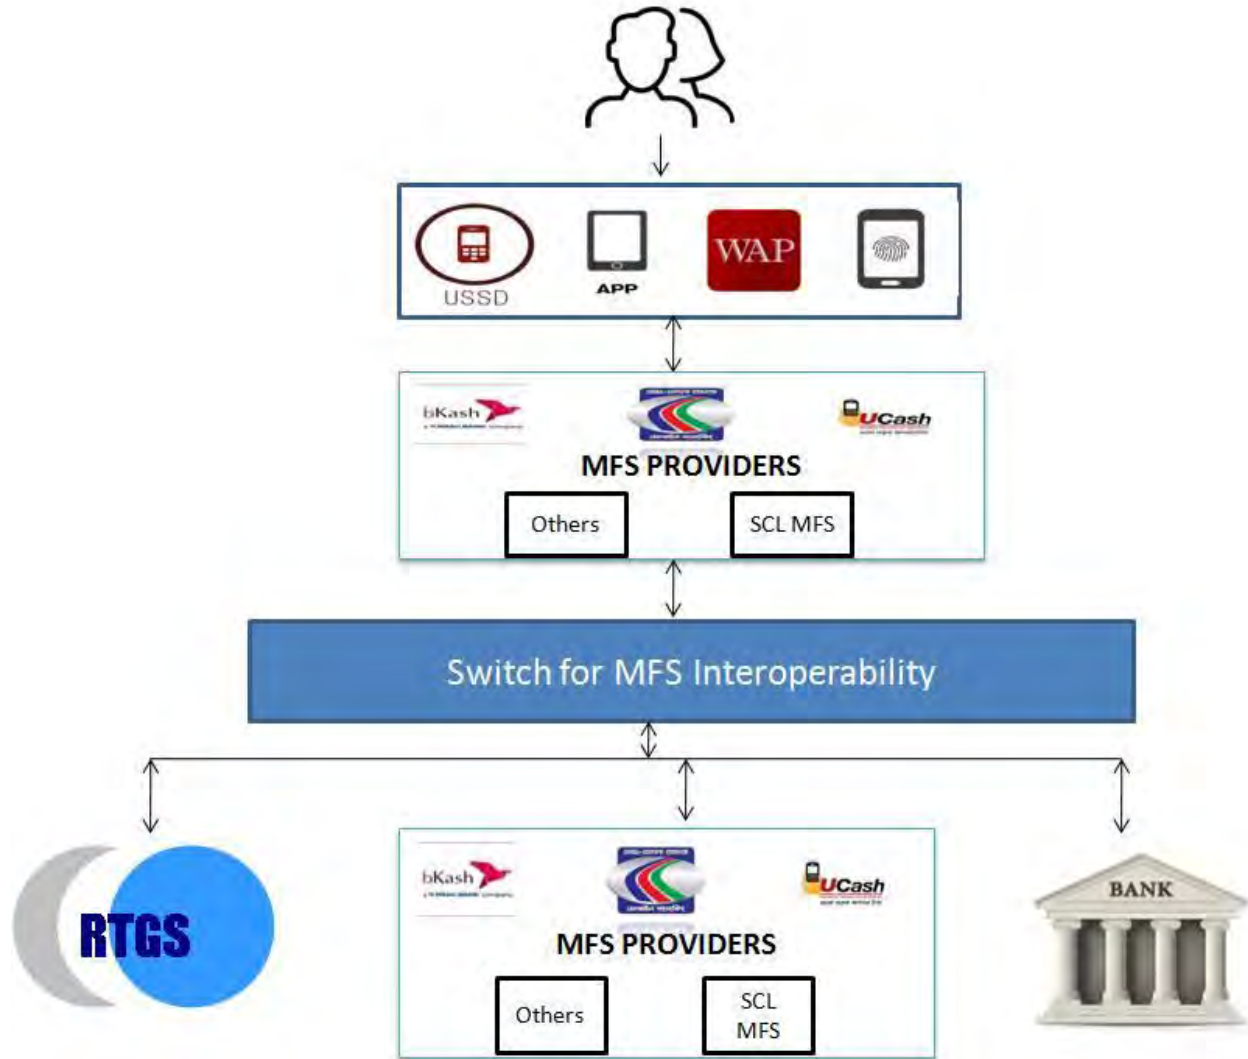 USSD
APP
WAP
bKash
UCash
MFS PROVIDERS
Others
SCL MFS
Switch for MFS Interoperability
RTGS
bKash
UCash
MFS PROVIDERS
Others
SCL
MFS
BANK